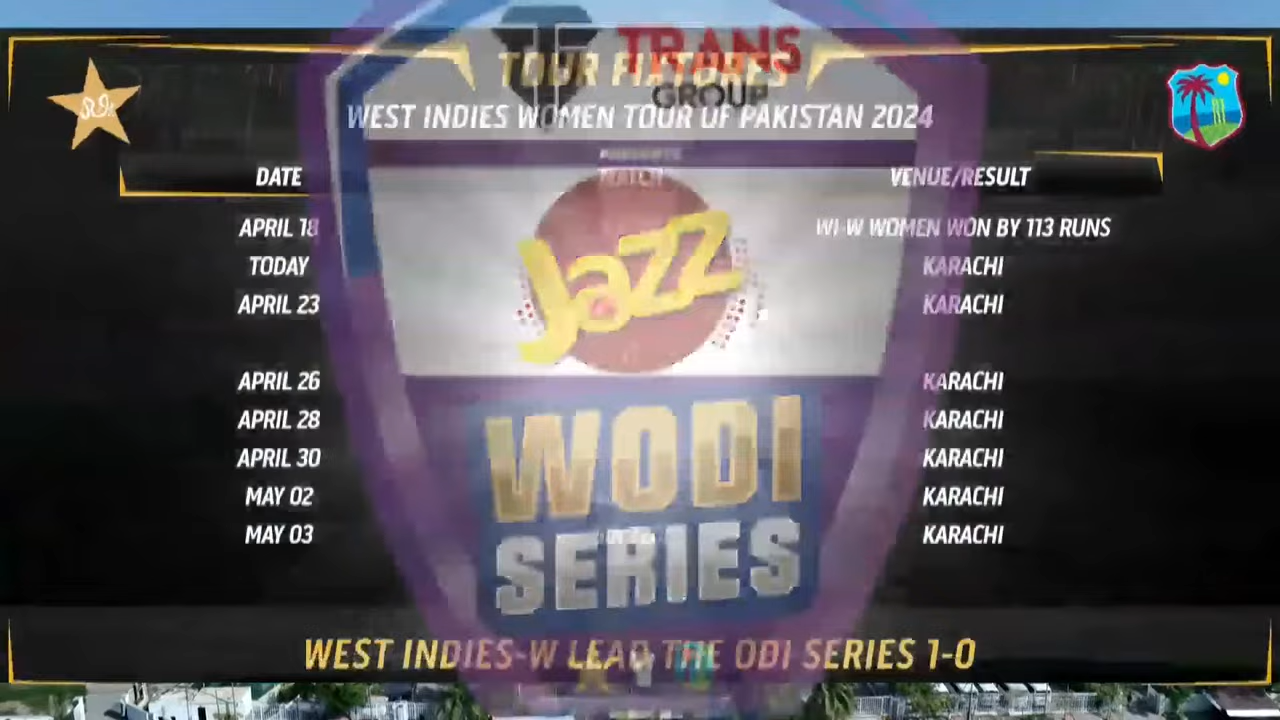 TOUR FIXTURES
TRANS
GROUP
WEST INDIES WOMEN TOUR OF PAKISTAN 2024
PRESENTS
DATE MATCH VENUE/RESULT
APRIL 18 WI-W WOMEN WON BY 113 RUNS
TODAY KARACHI
APRIL 23 KARACHI
Jazz
APRIL 26 KARACHI
APRIL 28 KARACHI
APRIL 30 KARACHI
MAY 02 KARACHI
MAY 03 KARACHI
WODI
SERIES
WEST INDIES-W LEAD THE ODI SERIES 1-0